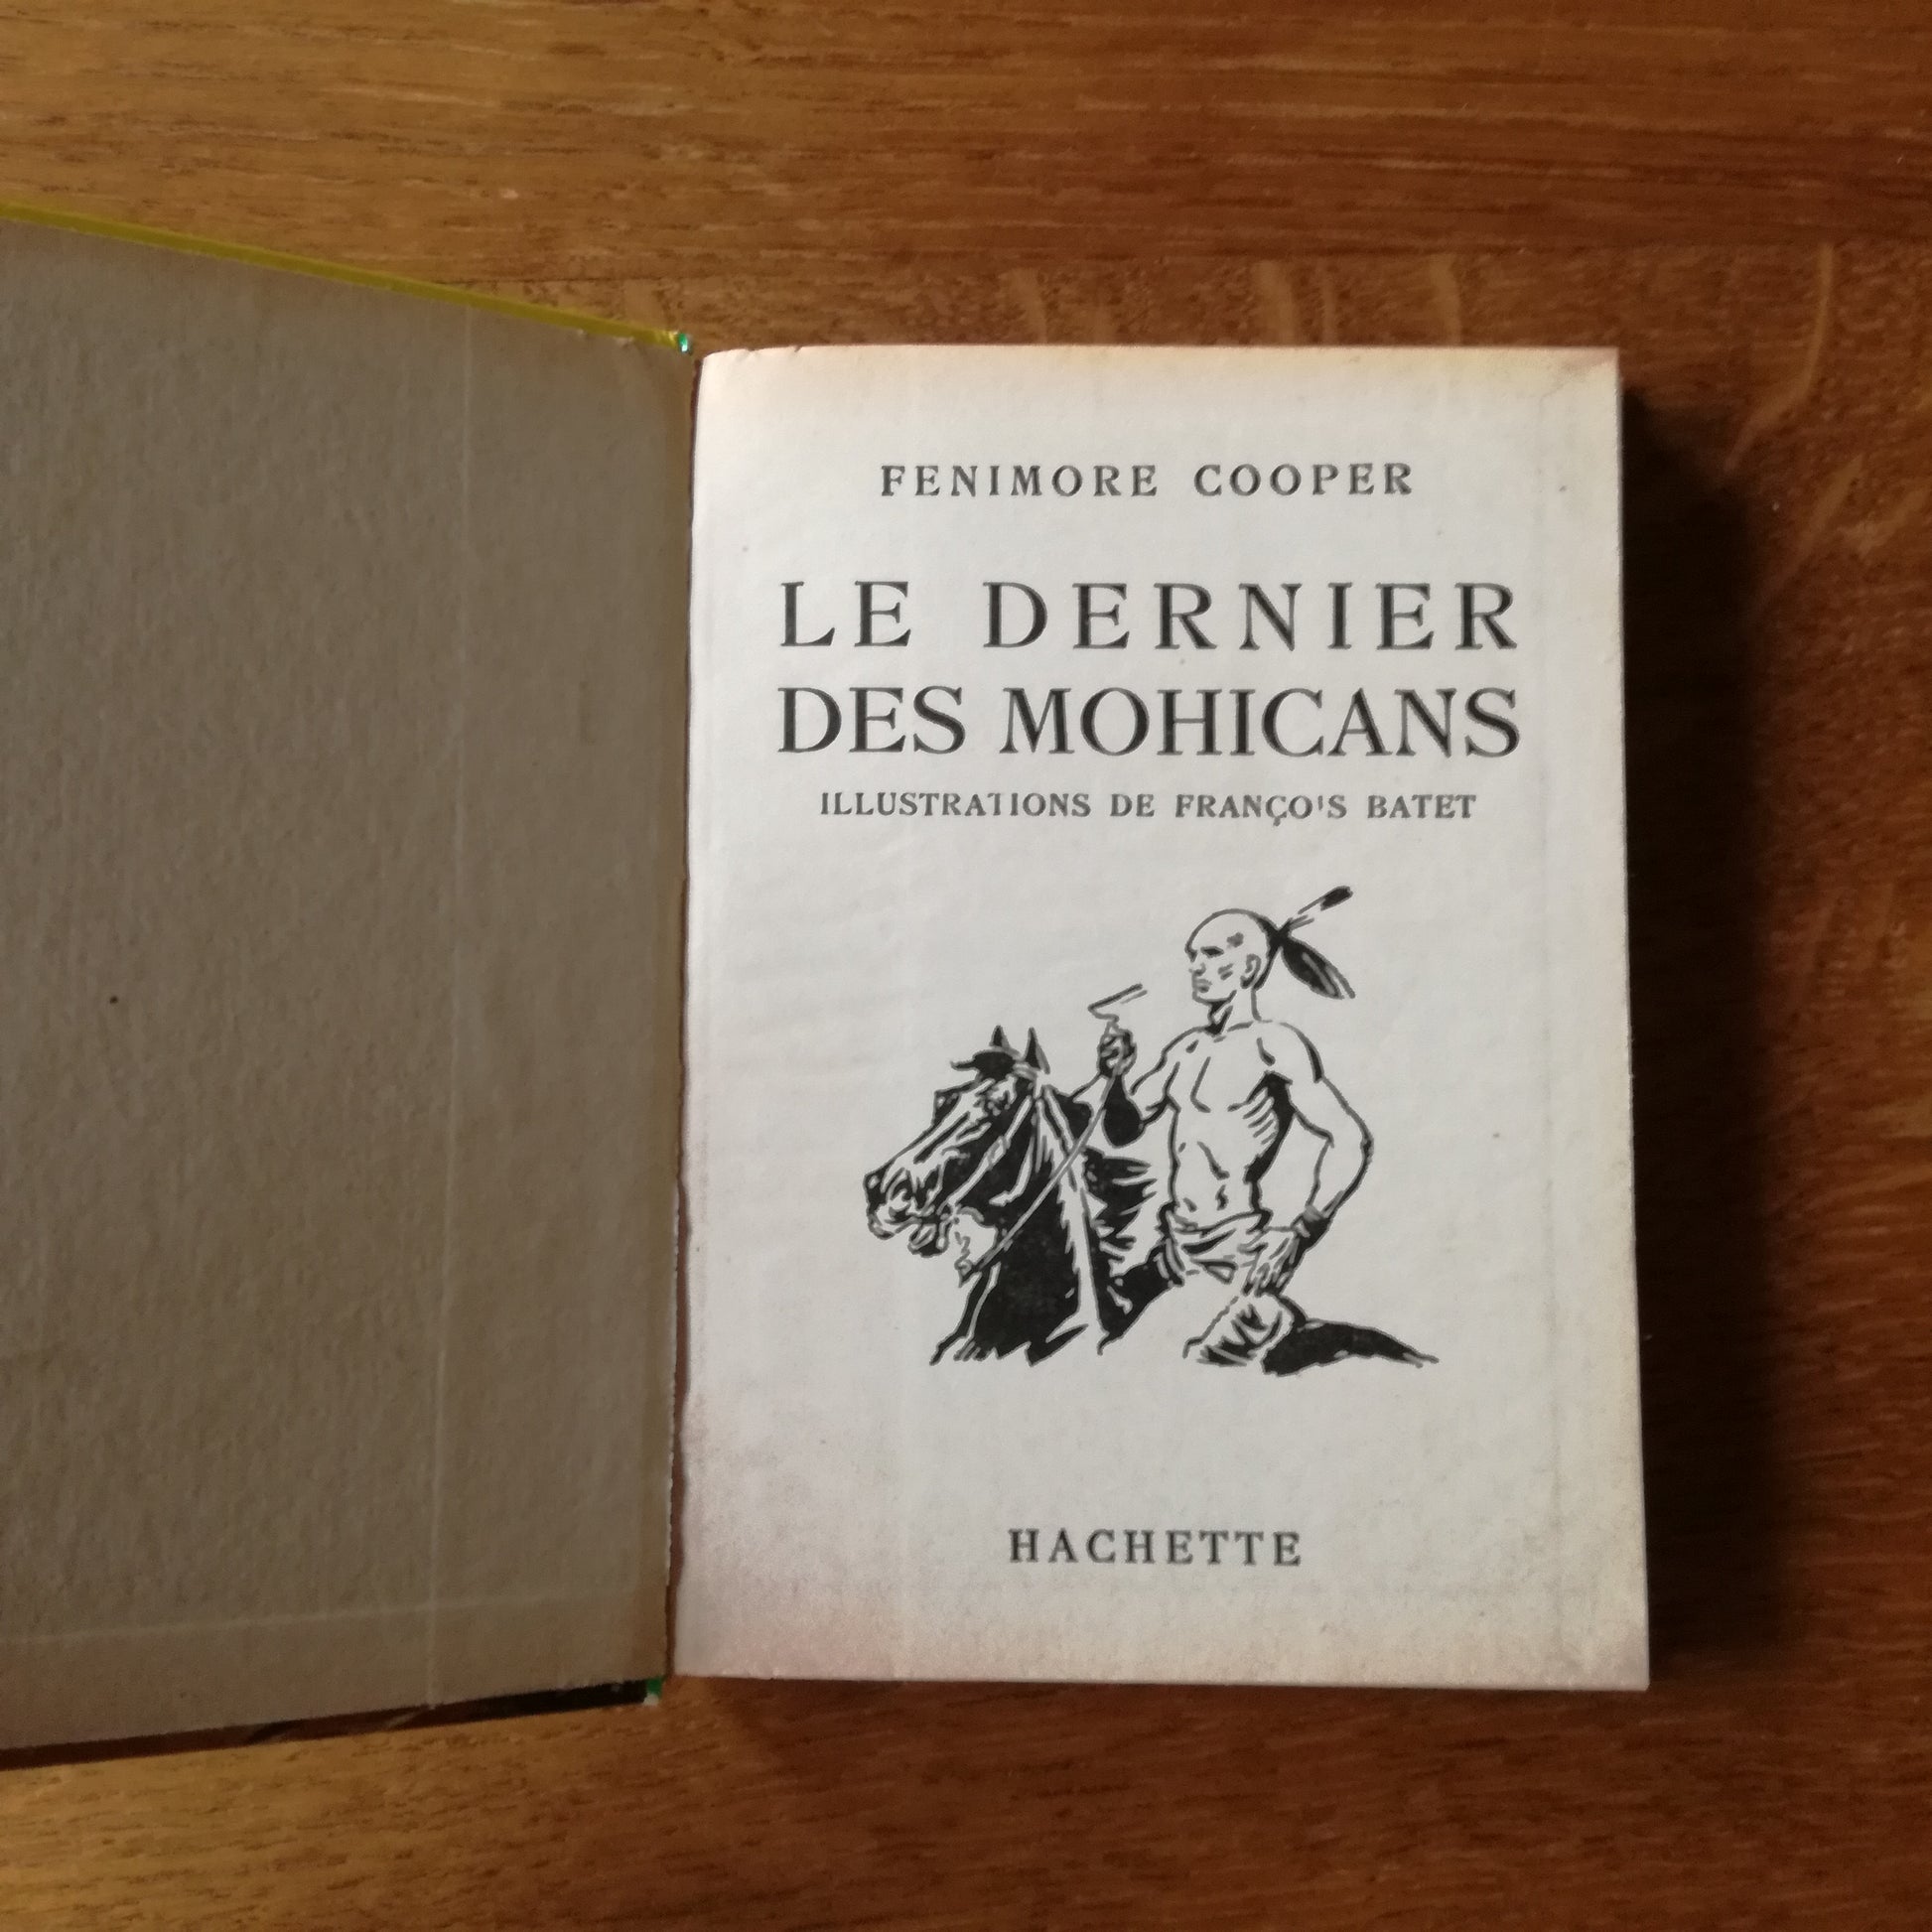 FENIMORE COOPER
LE DERNIER
DES MOHICANS
ILLUSTRATIONS DE FRANÇOIS BATET
HACHETTE